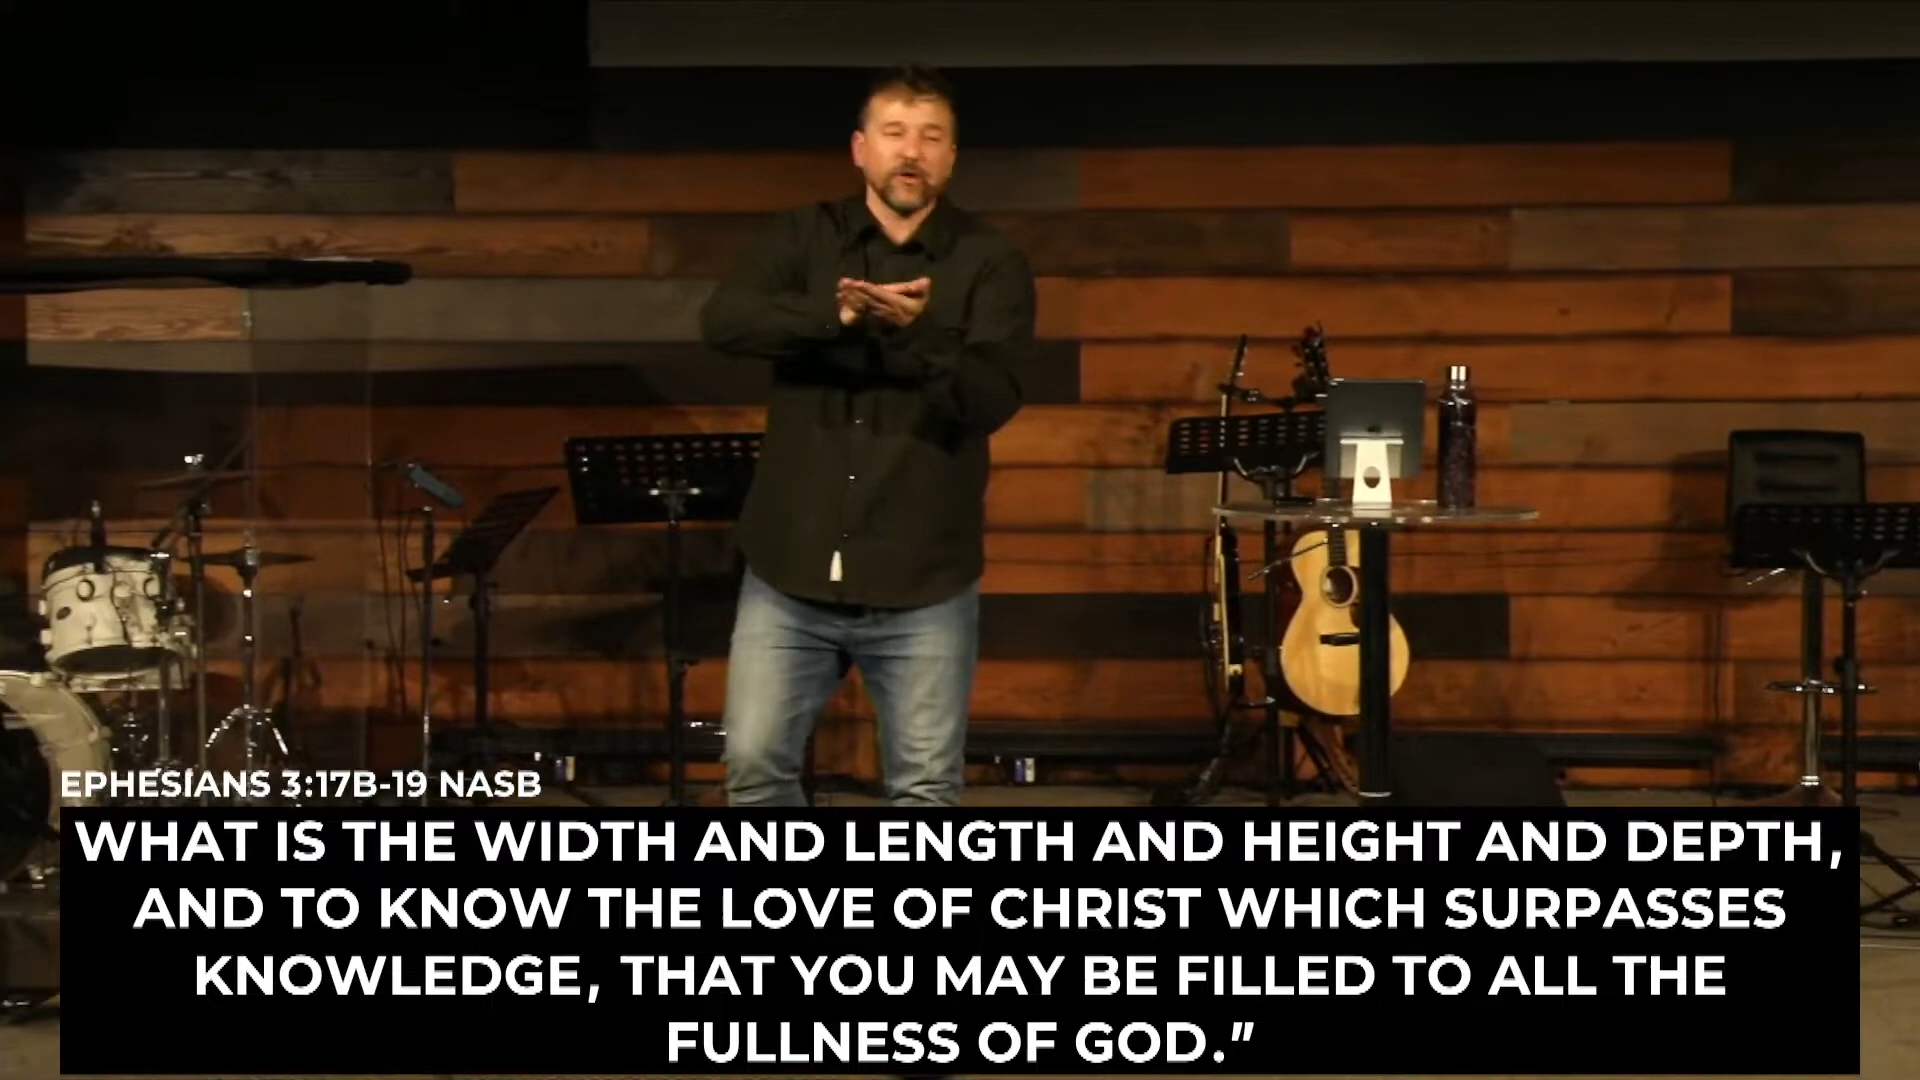 EPHESIANS 3:17B-19 NASB
WHAT IS THE WIDTH AND LENGTH AND HEIGHT AND DEPTH,
AND TO KNOW THE LOVE OF CHRIST WHICH SURPASSES
KNOWLEDGE, THAT YOU MAY BE FILLED TO ALL THE
FULLNESS OF GOD."